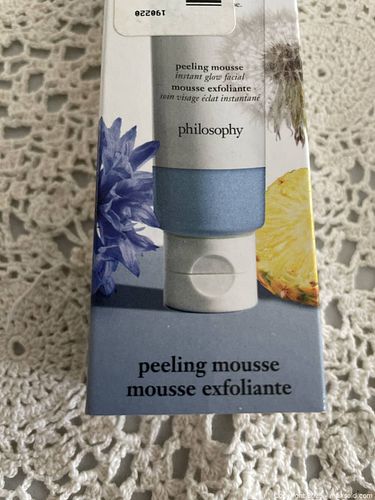 190220
peeling mousse
instant glow facial
mousse exfoliante
soin visage éclat instantané
philosophy
peeling mousse
mousse exfoliante